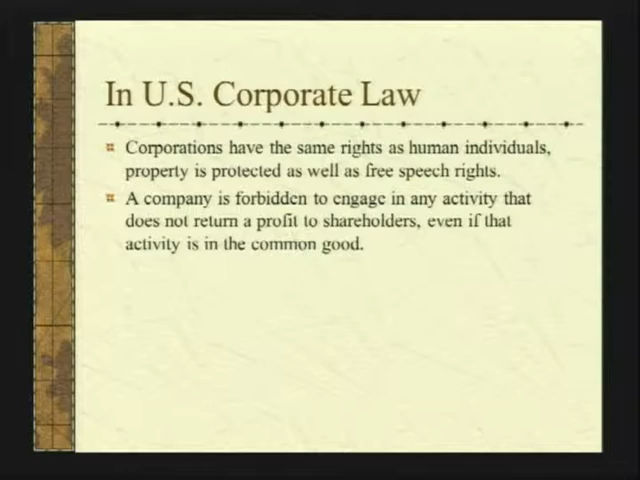 In U.S. Corporate Law
Corporations have the same rights as human individuals,
property is protected as well as free speech rights.
A company is forbidden to engage in any activity that
does not return a profit to shareholders, even if that
activity is in the common good.